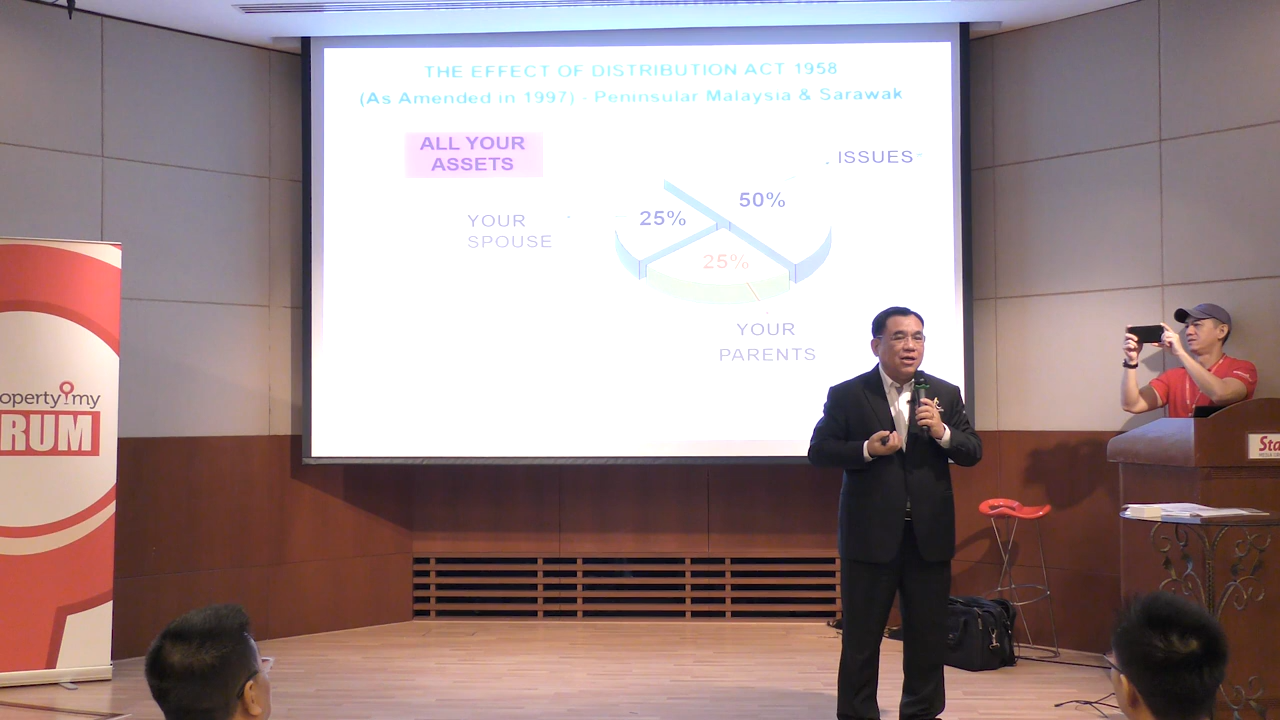 THE EFFECT OF DISTRIBUTION ACT 1958
(As Amended in 1997) - Peninsular Malaysia & Sarawak
ALL YOUR
ASSETS
ISSUES
50%
25%
YOUR
SPOUSE
25%
YOUR
PARENTS
operty my
RUM
Sta